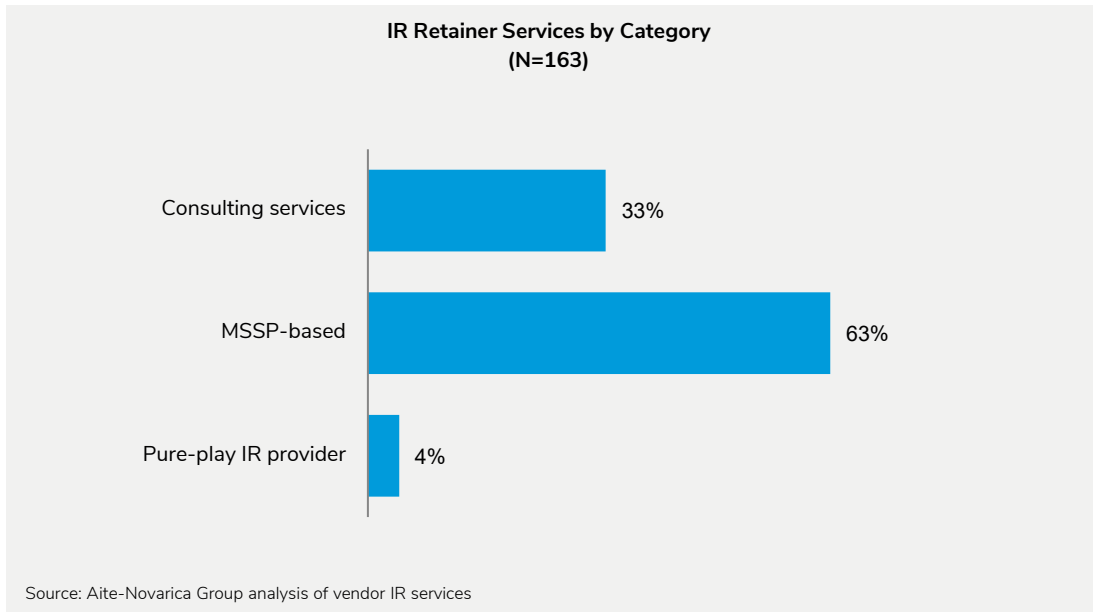 IR Retainer Services by Category
(N=163)
Consulting services 33%
MSSP-based 63%
Pure-play IR provider 4%
Source: Aite-Novarica Group analysis of vendor IR services